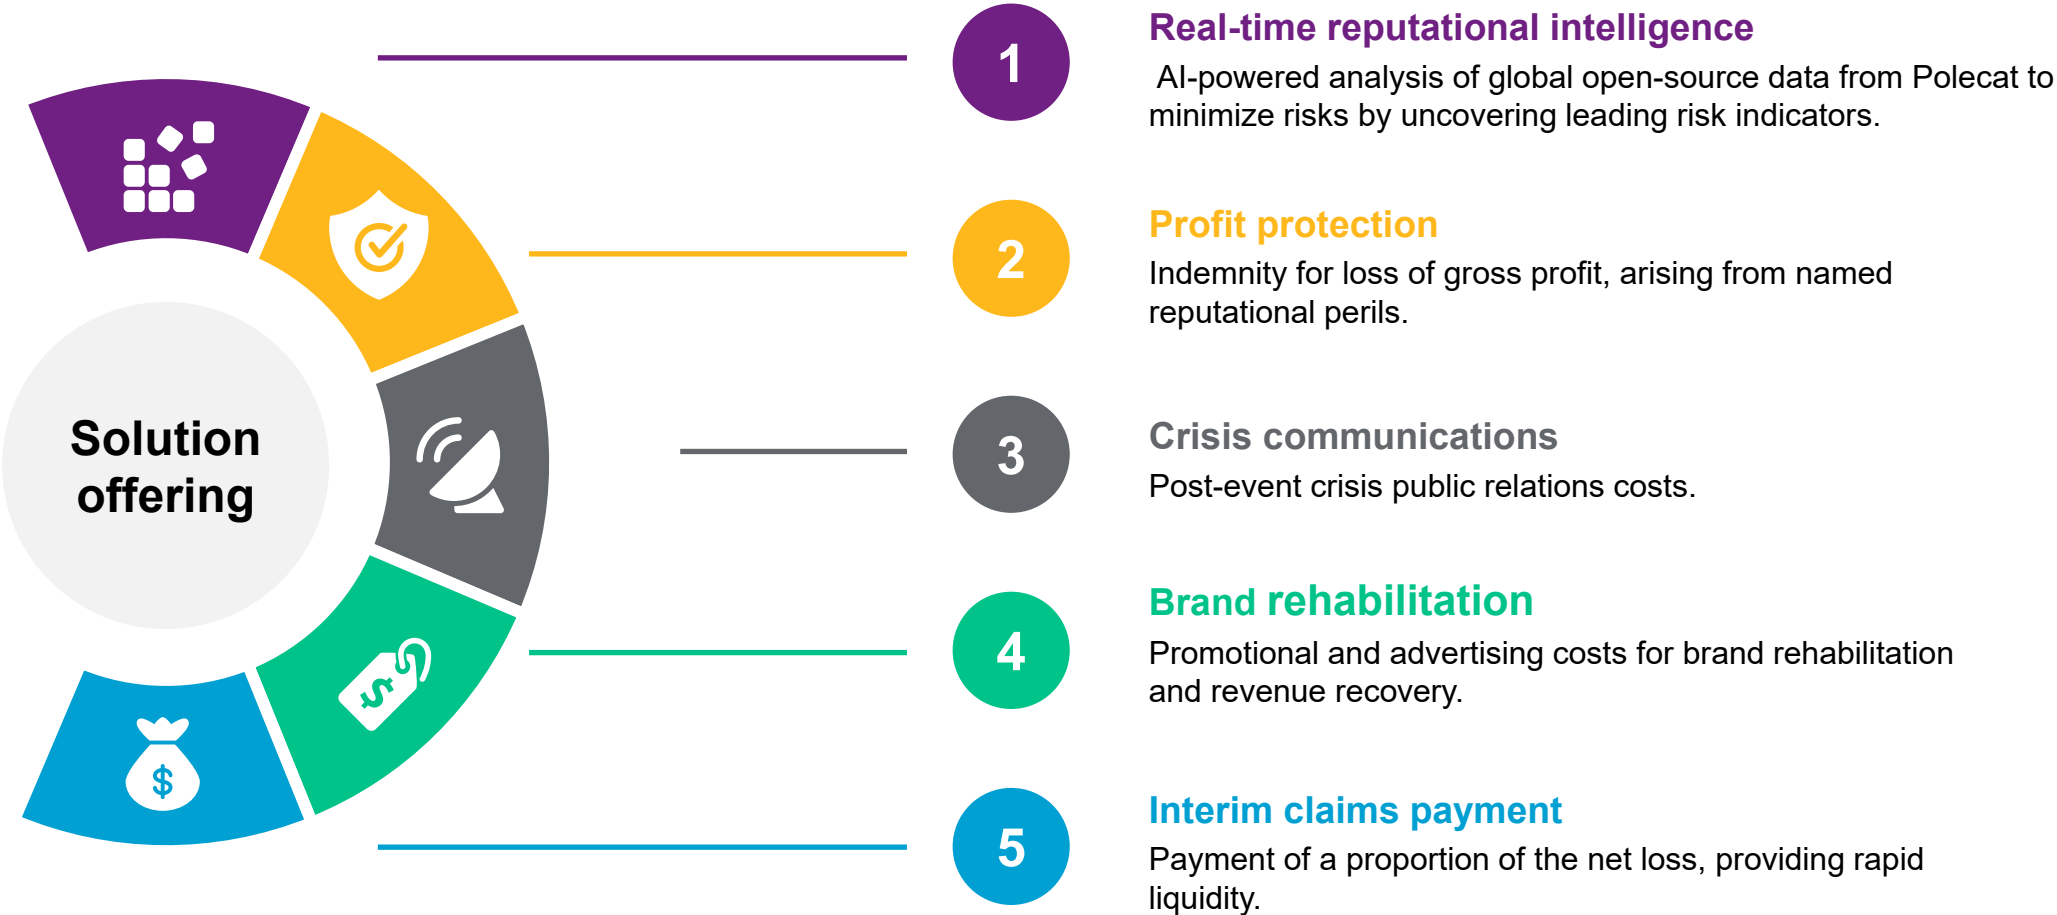 1
Real-time reputational intelligence
AI-powered analysis of global open-source data from Polecat to
minimize risks by uncovering leading risk indicators.
2
Profit protection
Indemnity for loss of gross profit, arising from named
reputational perils.
Solution
offering
3
Crisis communications
Post-event crisis public relations costs.
4
Brand rehabilitation
Promotional and advertising costs for brand rehabilitation
and revenue recovery.
$
$
5
Interim claims payment
Payment of a proportion of the net loss, providing rapid
liquidity.